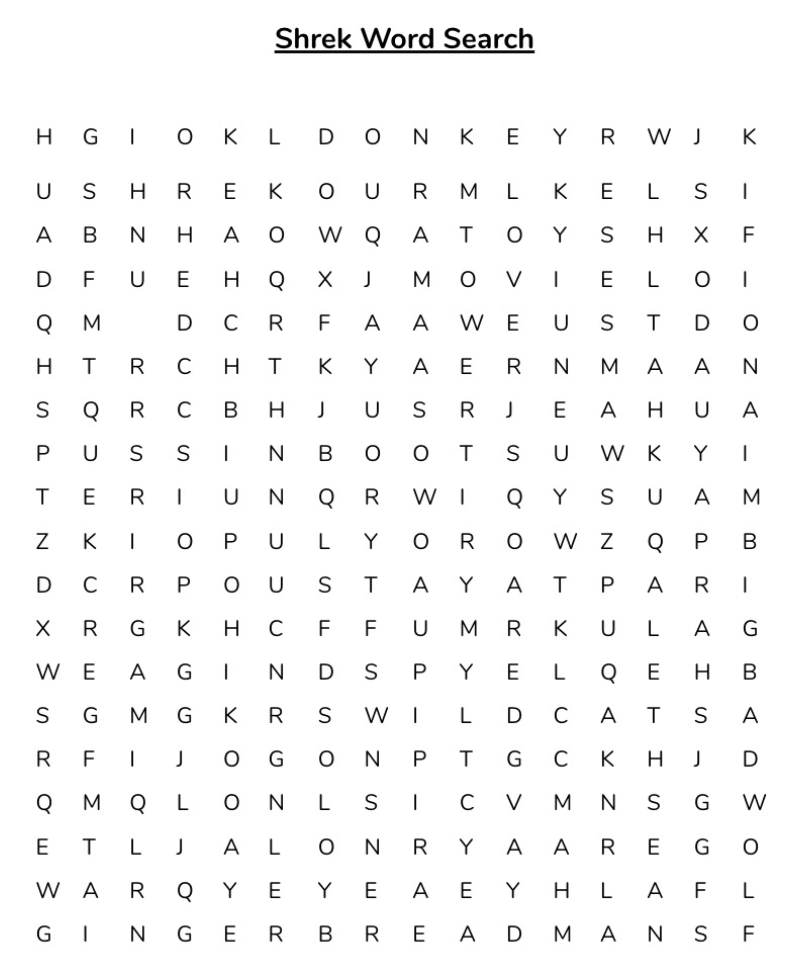 Shrek Word Search
H G I O K L D O N K E Y R W J K
U S H R E K O U R M L K E L S I
A B N H A O W Q A T O Y S H X F
D F U E H Q X J M O V I E L O I
Q M D C R F A A W E U S T D O
H T R C H T K Y A E R N M A A N
S Q R C B H J U S R J E A H U A
P U S S I N B O O T S U W K Y I
T E R I U N Q R W I Q Y S U A M
Z K I O P U L Y O R O W Z Q P B
D C R P O U S T A Y A T P A R I
X R G K H C F F U M R K U L A G
W E A G I N D S P Y E L Q E H B
S G M G K R S W I L D C A T S A
R F I J O G O N P T G C K H J D
Q M Q L O N L S I C V M N S G W
E T L J A L O N R Y A A R E G O
W A R Q Y E Y E A E Y H L A F L
G I N G E R B R E A D M A N S F